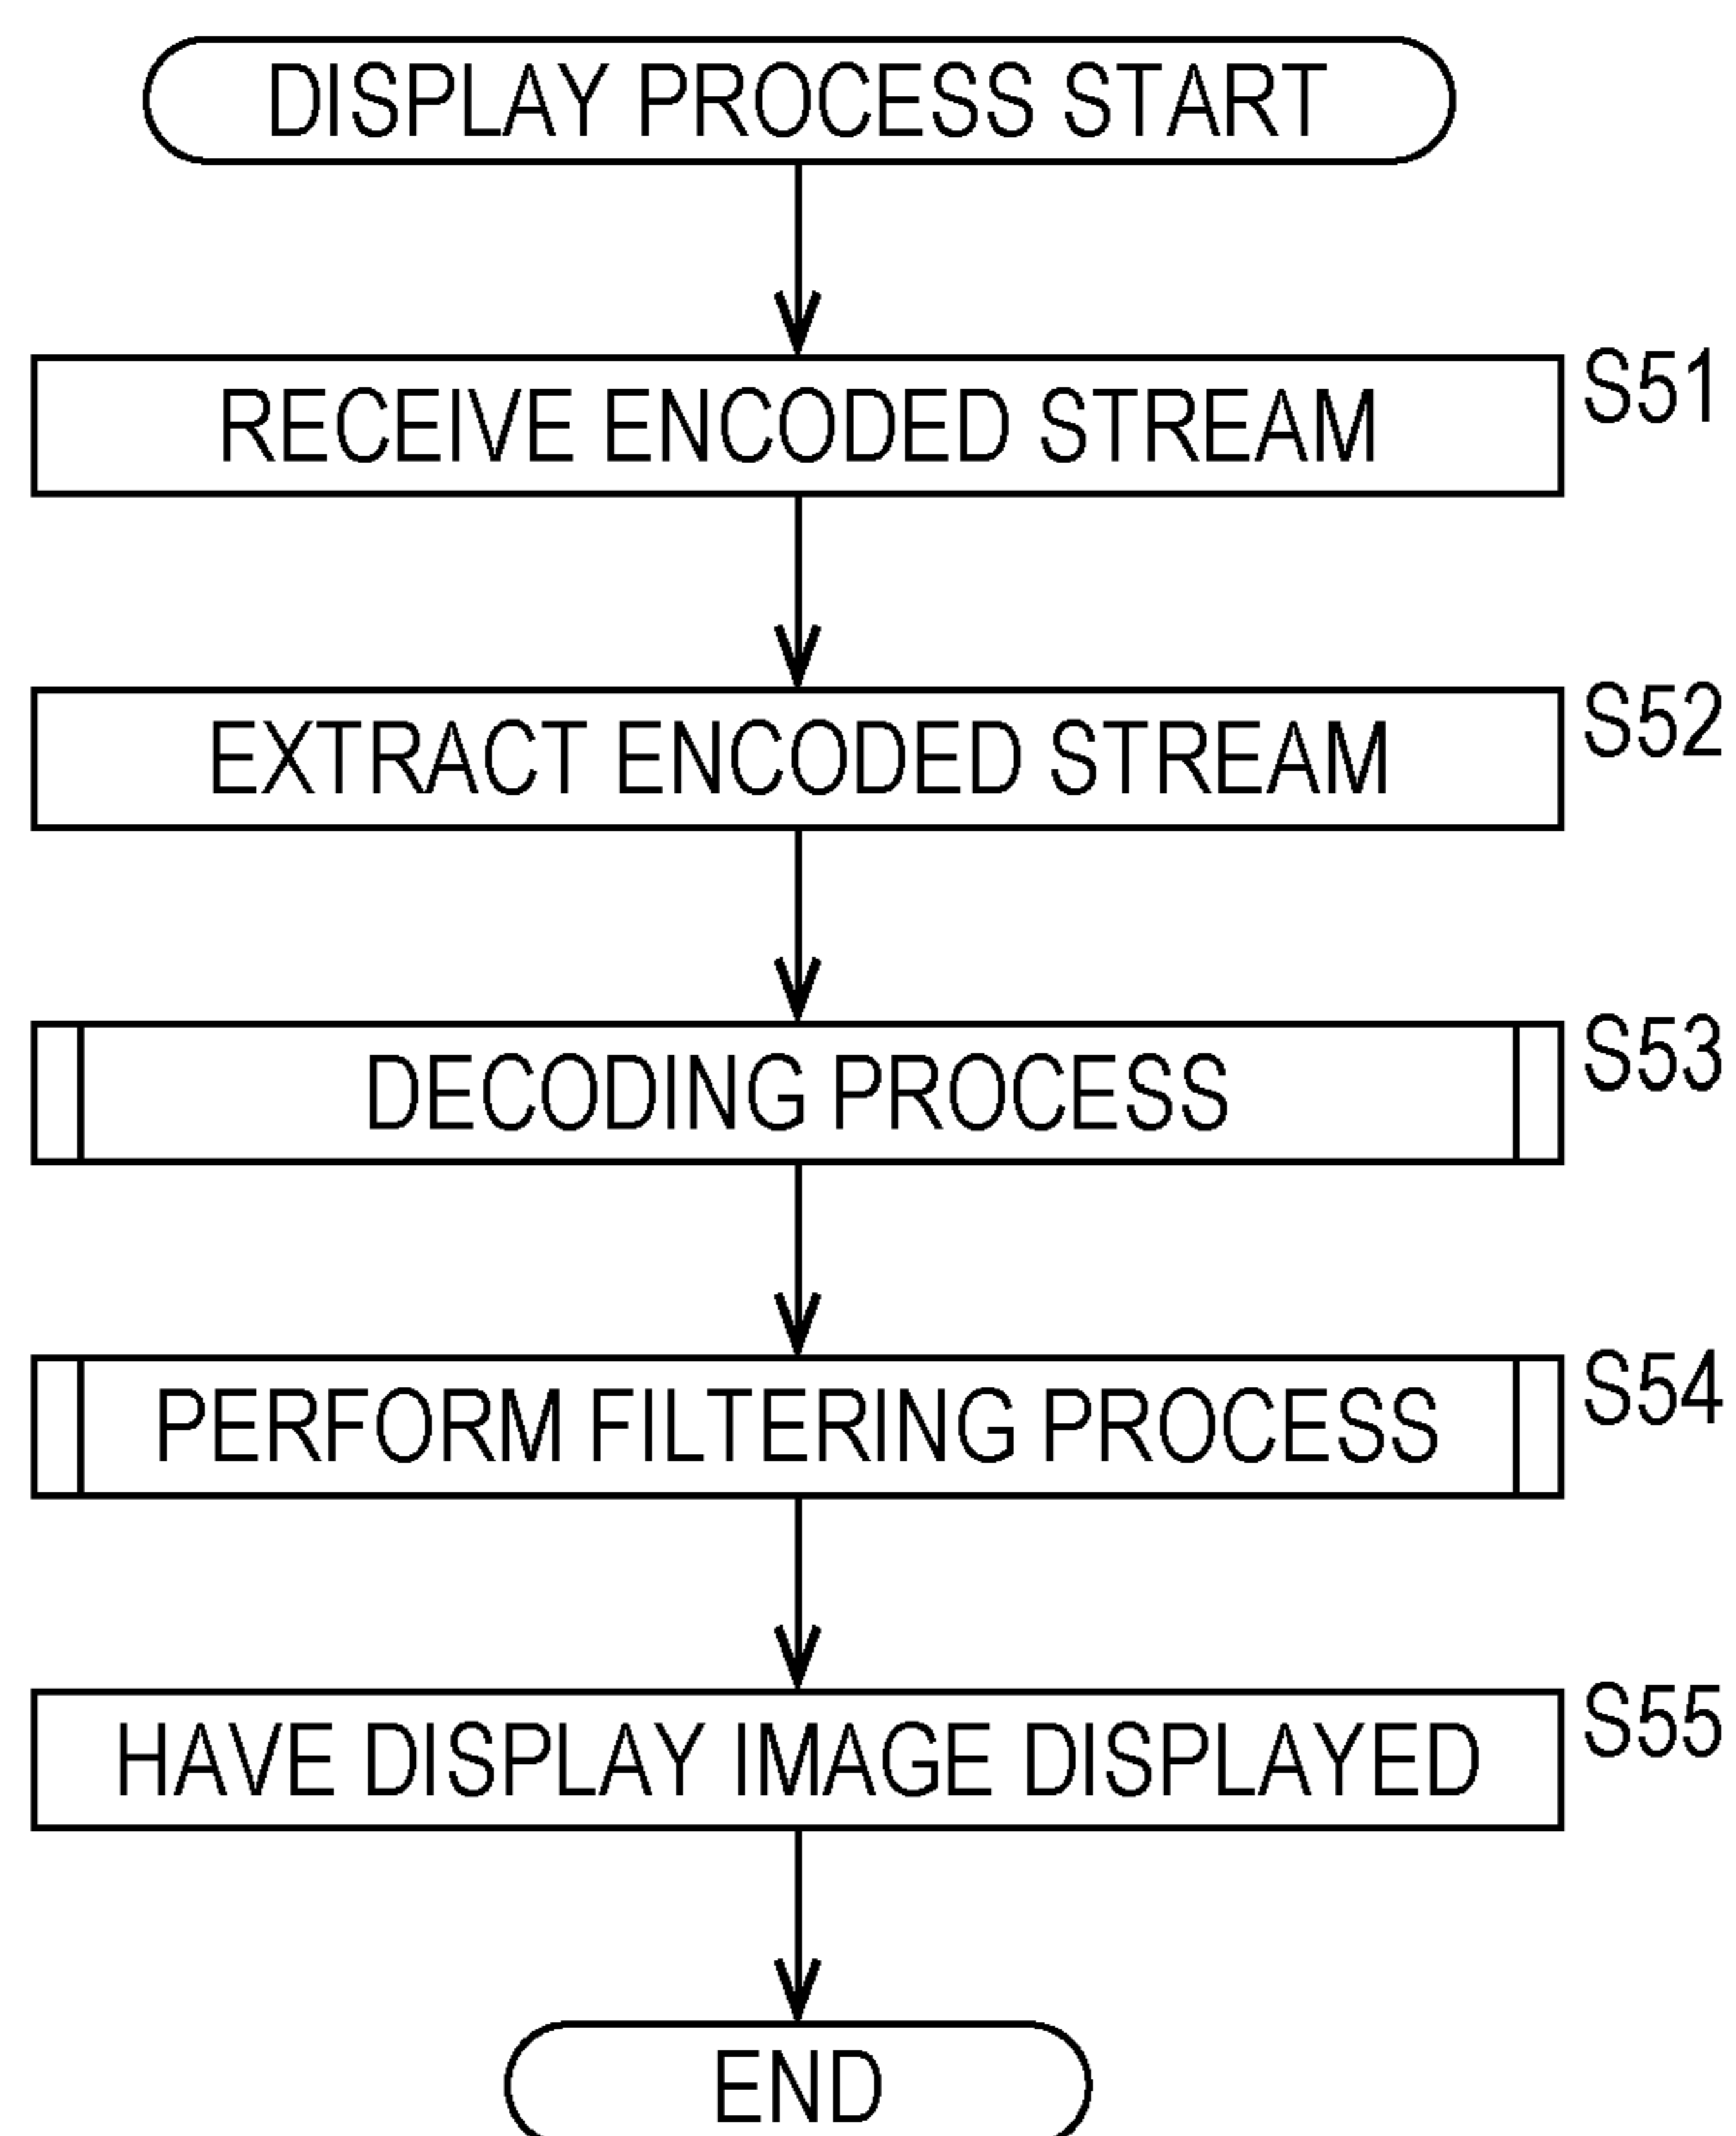 DISPLAY PROCESS START
RECEIVE ENCODED STREAM S51
EXTRACT ENCODED STREAM S52
DECODING PROCESS S53
PERFORM FILTERING PROCESS S54
HAVE DISPLAY IMAGE DISPLAYED S55
END